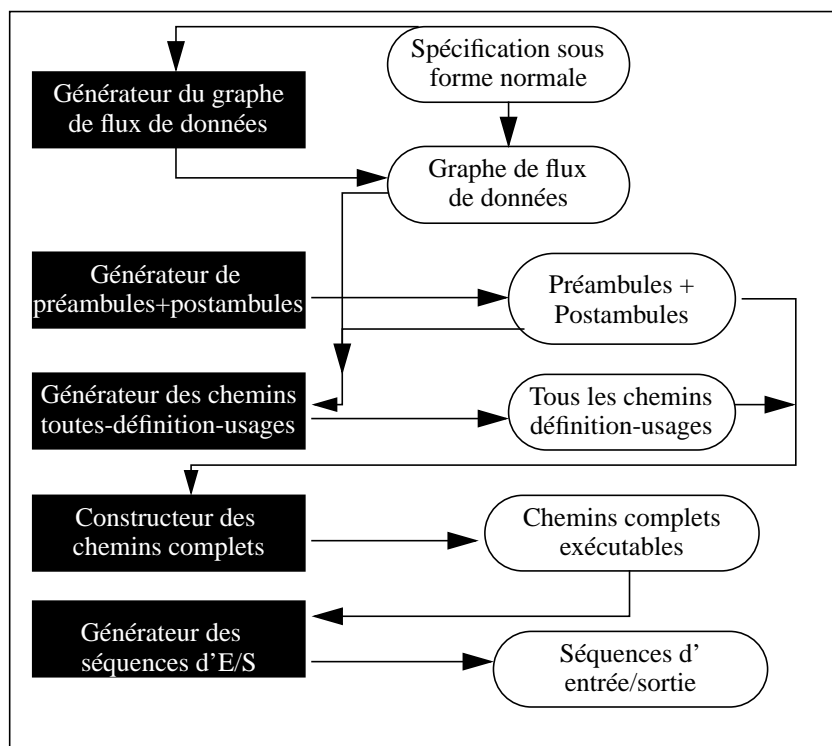 Spécification sous
forme normale
Générateur du graphe
de flux de données
Graphe de flux
de données
Générateur de
préambules+postambules
Préambules +
Postambules
Générateur des chemins
toutes-définition-usages
Tous les chemins
définition-usages
Constructeur des
chemins complets
Chemins complets
exécutables
Générateur des
séquences d'E/S
Séquences d'
entrée/sortie